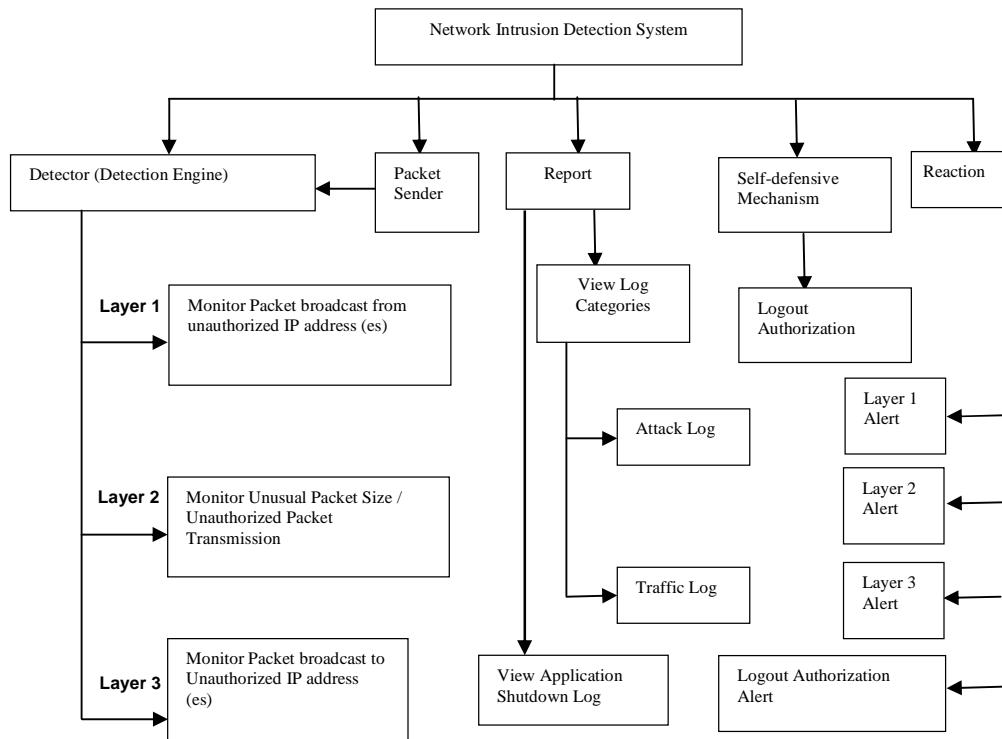 Network Intrusion Detection System
Detector (Detection Engine)
Packet
Sender
Report
Self-defensive
Mechanism
Reaction
View Log
Categories
Logout
Authorization
Layer 1
Monitor Packet broadcast from
unauthorized IP address (es)
Layer 1
Alert
Attack Log
Layer 2
Monitor Unusual Packet Size /
Unauthorized Packet
Transmission
Layer 2
Alert
Traffic Log
Layer 3
Alert
Layer 3
Monitor Packet broadcast to
Unauthorized IP address
(es)
View Application
Shutdown Log
Logout Authorization
Alert